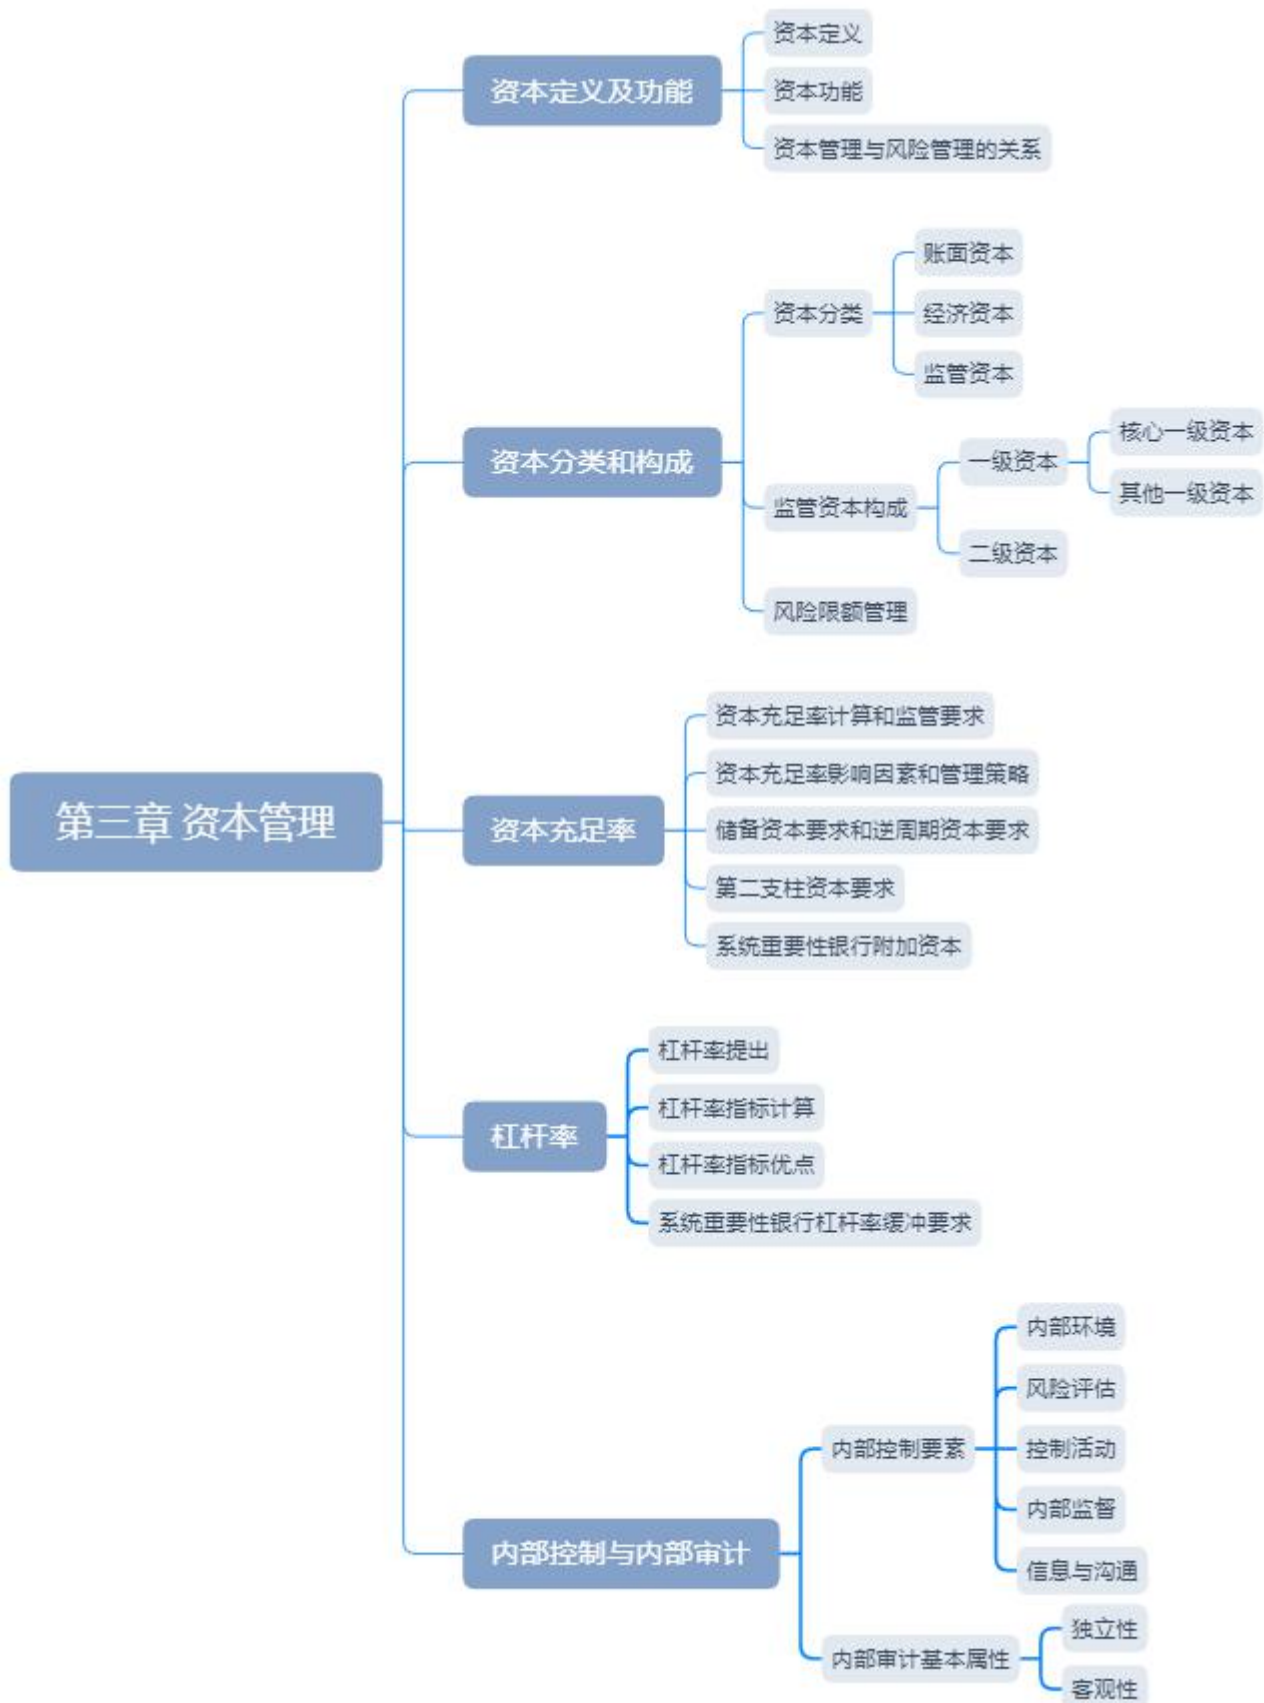 第三章 资本管理
资本定义及功能
资本定义
资本功能
资本管理与风险管理的关系
资本分类和构成
资本分类
账面资本
经济资本
监管资本
监管资本构成
一级资本
核心一级资本
其他一级资本
二级资本
风险限额管理
资本充足率
资本充足率计算和监管要求
资本充足率影响因素和管理策略
储备资本要求和逆周期资本要求
第二支柱资本要求
系统重要性银行附加资本
杠杆率
杠杆率提出
杠杆率指标计算
杠杆率指标优点
系统重要性银行杠杆率缓冲要求
内部控制与内部审计
内部控制要素
内部环境
风险评估
控制活动
内部监督
信息与沟通
内部审计基本属性
独立性
客观性